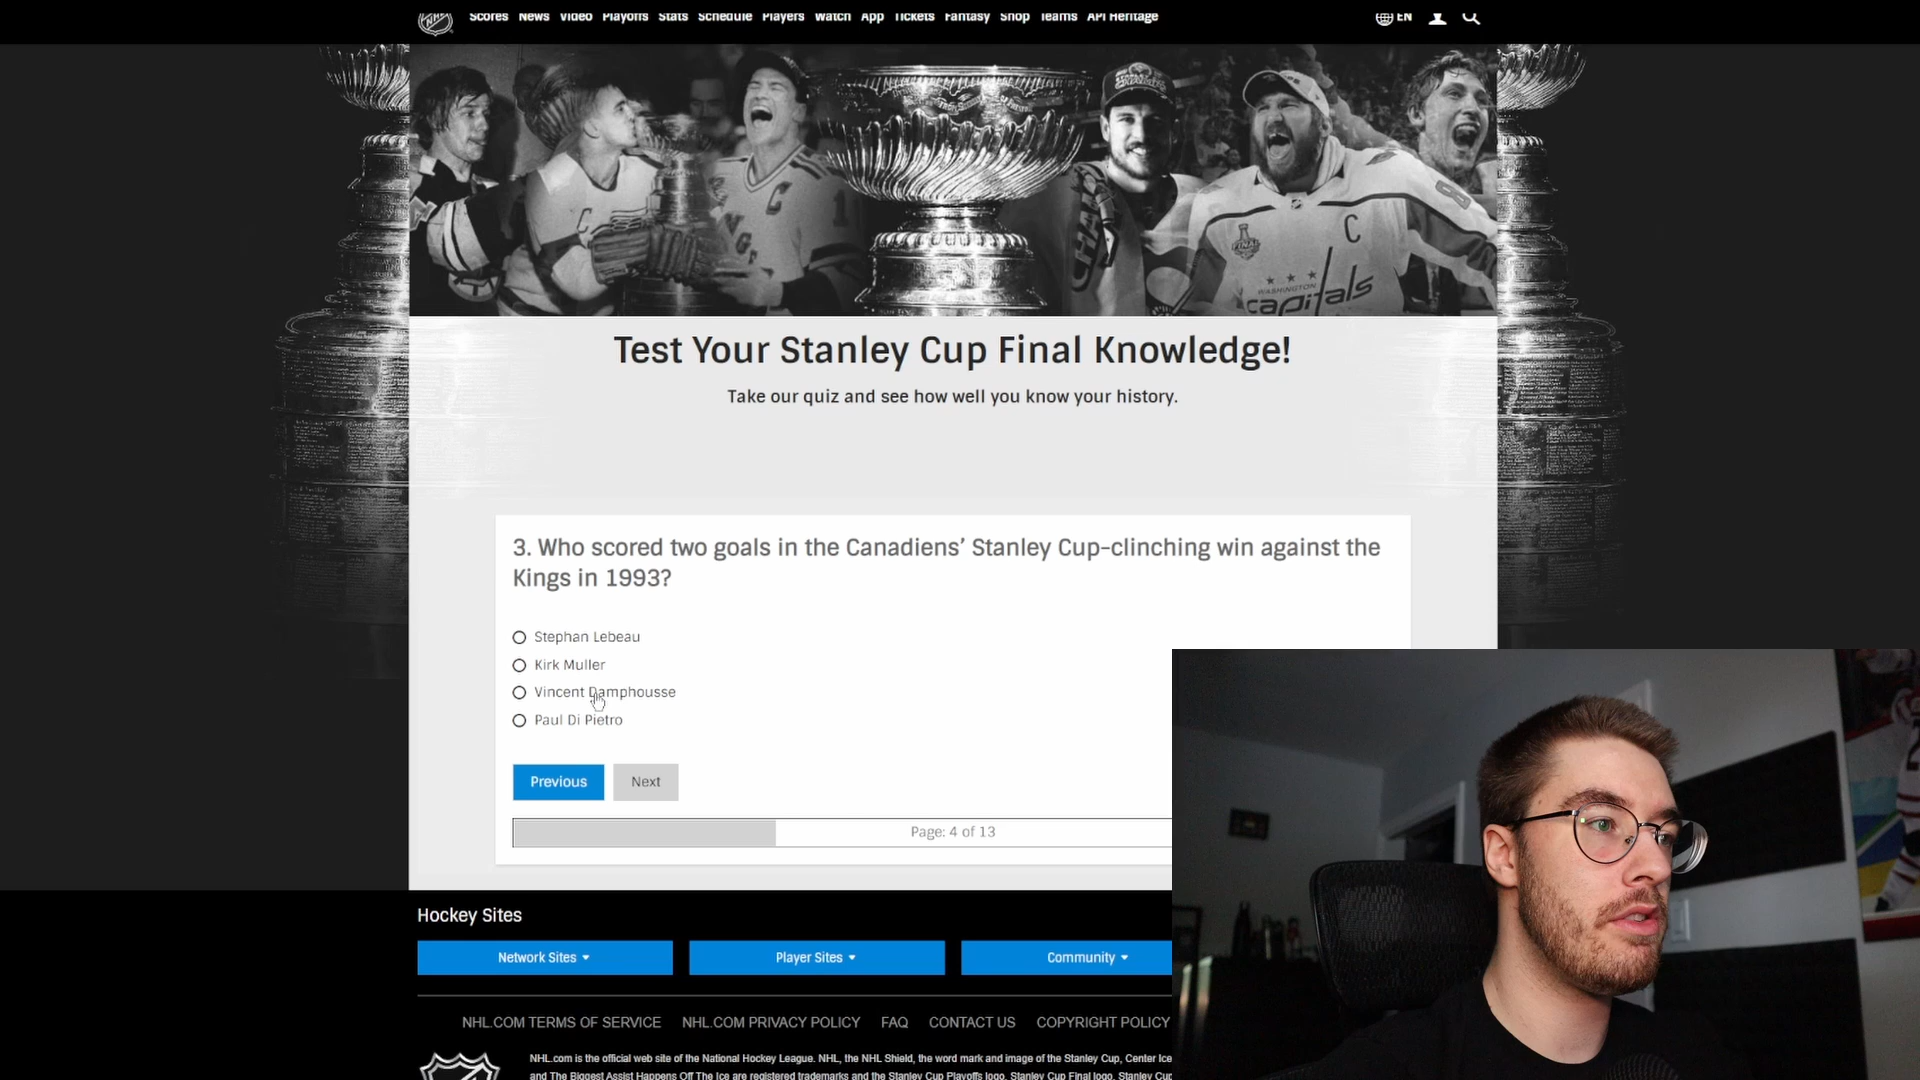 Scores News Video Playoffs Stats Schedule Players Watch App Tickets Fantasy Shop Teams API Heritage EN
FINAL
C
C
WASHINGTON
capitals
Test Your Stanley Cup Final Knowledge!
Take our quiz and see how well you know your history.
3. Who scored two goals in the Canadiens’ Stanley Cup-clinching win against the
Kings in 1993?
Stephan Lebeau
Kirk Muller
Vincent Damphousse
Paul Di Pietro
Previous Next
Page: 4 of 13
Hockey Sites
Network Sites Player Sites Community
NHL.COM TERMS OF SERVICE NHL.COM PRIVACY POLICY FAQ CONTACT US COPYRIGHT POLICY
NHL.com is the official web site of the National Hockey League. NHL, the NHL Shield, the word mark and image of the Stanley Cup, Center Ice
and The Biggest Assist Happens Off The Ice are registered trademarks and the Stanley Cup Playoffs logo, Stanley Cup Final logo, Stanley Cup